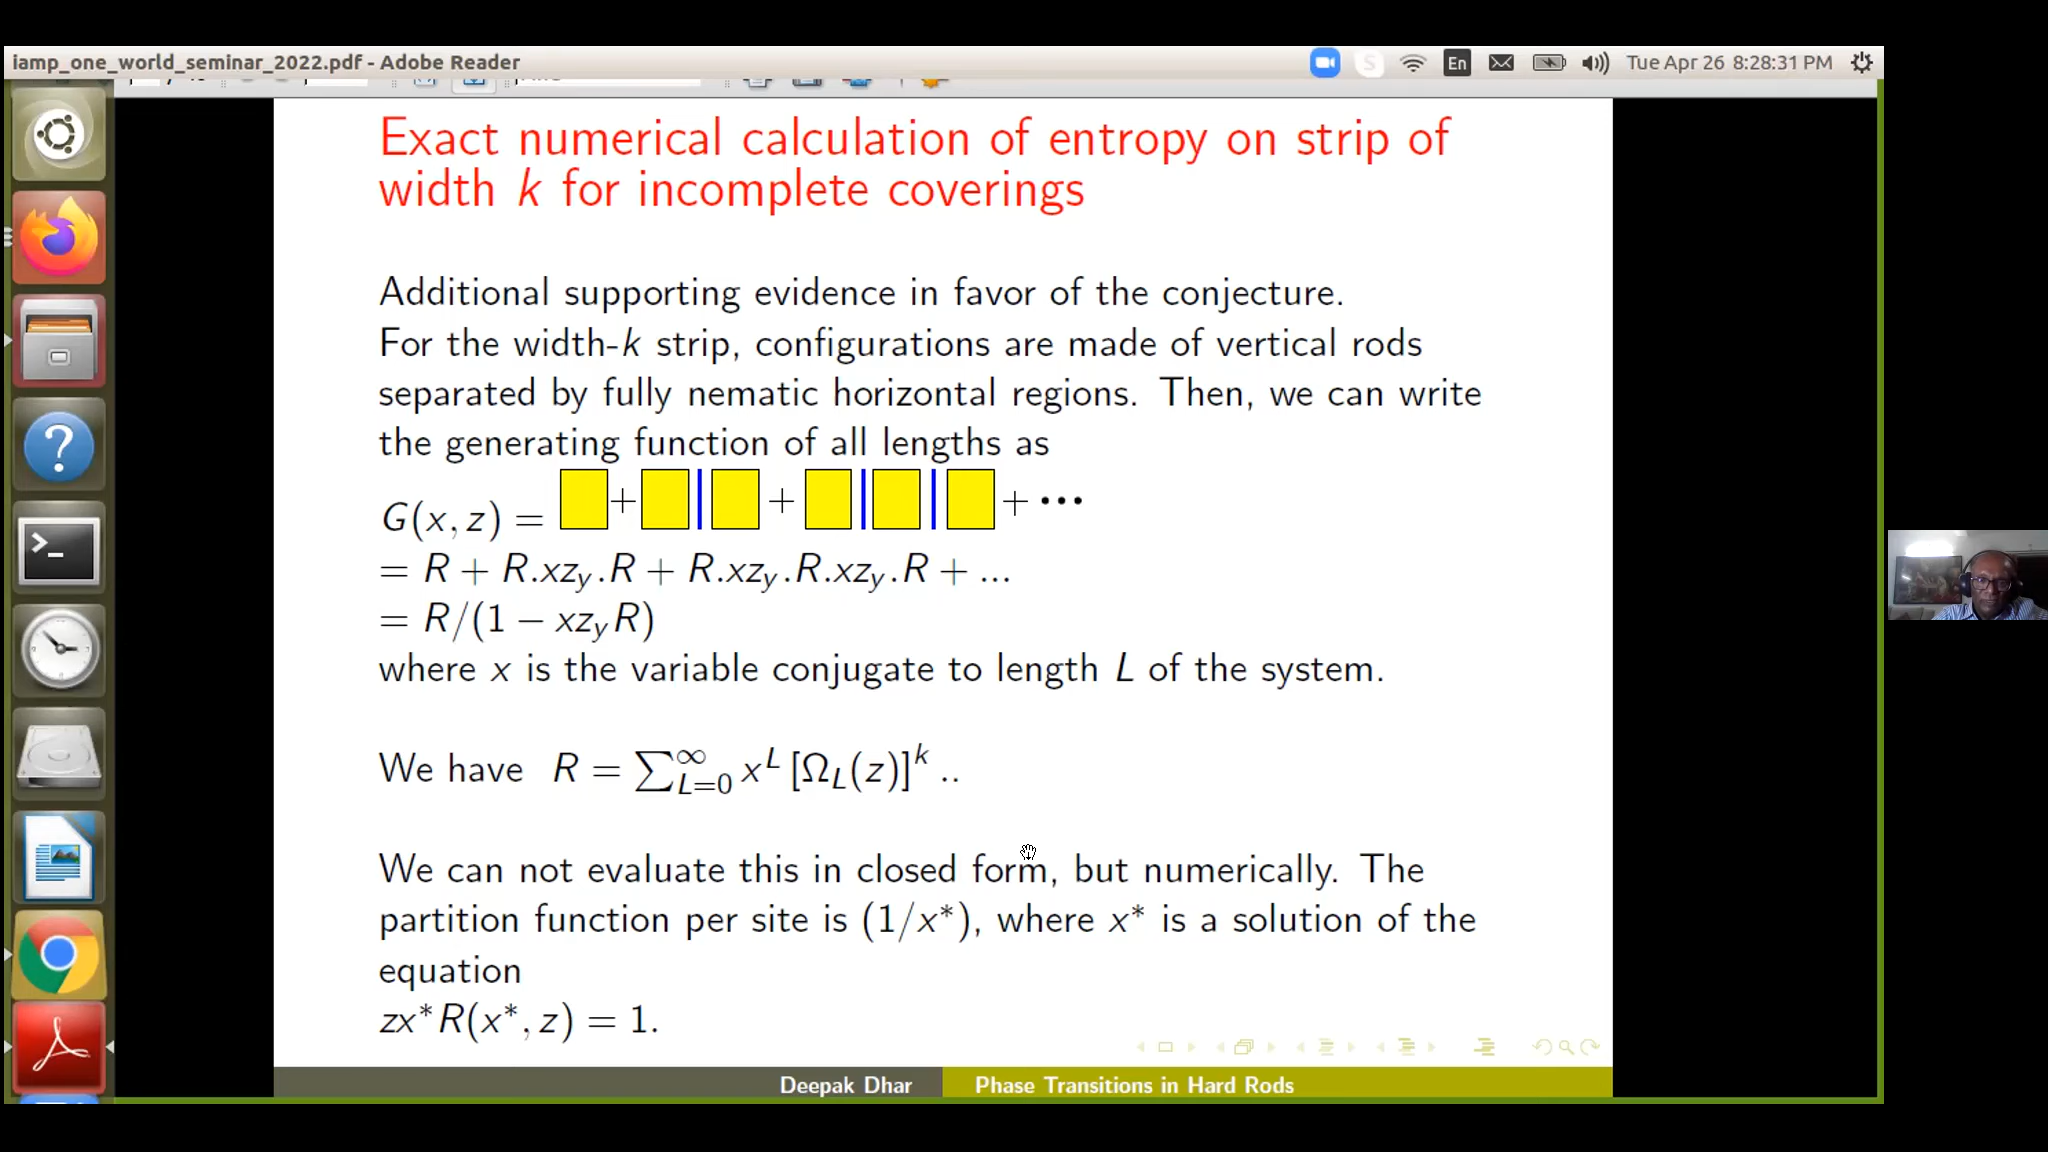 iamp_one_world_seminar_2022.pdf - Adobe Reader
En
Tue Apr 26 8:28:31 PM
Exact numerical calculation of entropy on strip of
width k for incomplete coverings
Additional supporting evidence in favor of the conjecture.
For the width-k strip, configurations are made of vertical rods
separated by fully nematic horizontal regions. Then, we can write
the generating function of all lengths as
G(x, z) = + + + •••
= R + R.xz_y.R + R.xz_y.R.xz_y.R + ...
= R/(1 − xz_yR)
where x is the variable conjugate to length L of the system.
We have R = ∑_{L=0}^{∞} x^L [Ω_L(z)]^k ..
We can not evaluate this in closed form, but numerically. The
partition function per site is (1/x*), where x* is a solution of the
equation
zx*R(x*, z) = 1.
Deepak Dhar
Phase Transitions in Hard Rods